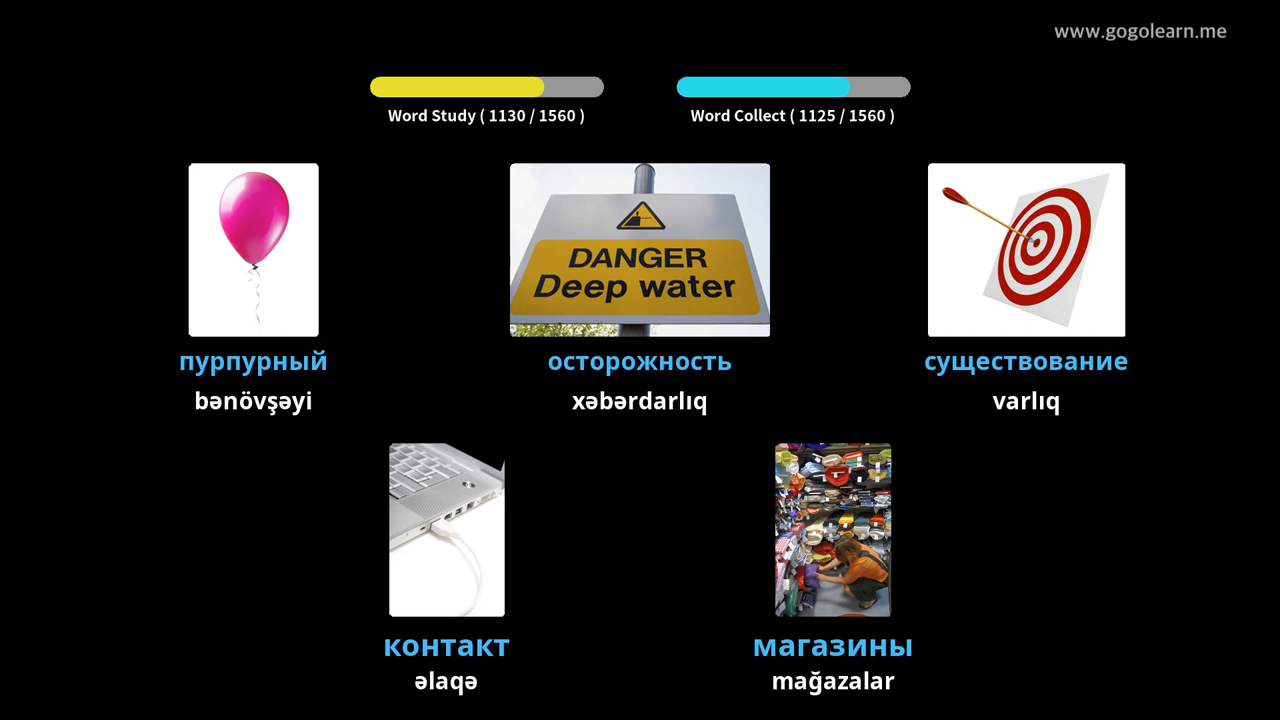 www.gogolearn.me
Word Study ( 1130 / 1560 )
Word Collect ( 1125 / 1560 )
DANGER
Deep water
пурпурный
осторожность
существование
bənövşəyi
xəbərdarlıq
varlıq
контакт
магазины
əlaqə
mağazalar